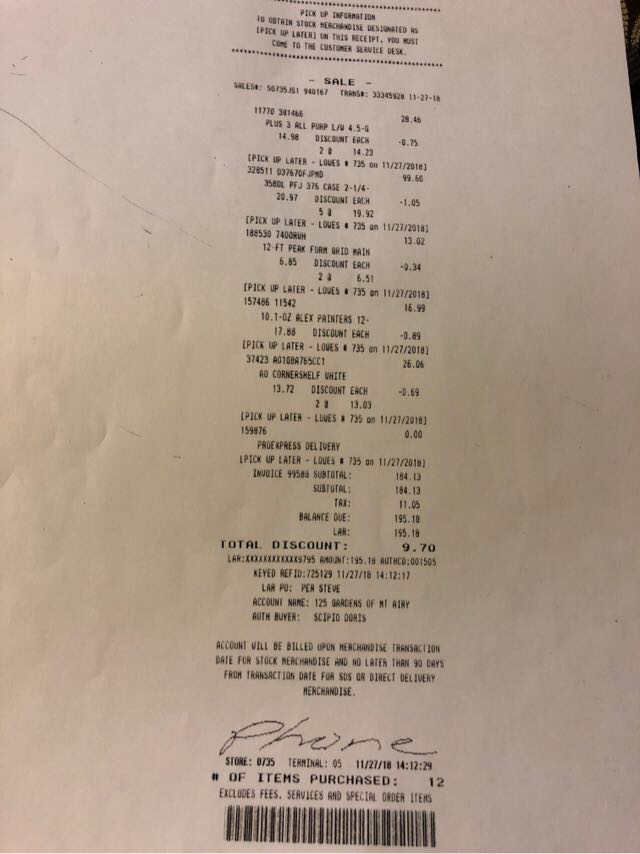 PICK UP INFORMATION
TO OBTAIN STOCK MERCHANDISE DESIGNATED AS
[PICK UP LATER] ON THIS RECEIPT, YOU MUST
COME TO THE CUSTOMER SERVICE DESK.
- SALE -
SALES#: S0735JS1 940167 TRANS#: 33345928 11-27-18
11770 381466 28.46
PLUS 3 ALL PURP L/W 4.5-G
14.98 DISCOUNT EACH -0.75
2 @ 14.23
[PICK UP LATER - LOWES # 735 on 11/27/2018]
328511 D37670FJPMD 99.60
356DL PFJ 376 CASE 2-1/4-
20.97 DISCOUNT EACH -1.05
5 @ 19.92
[PICK UP LATER - LOWES # 735 on 11/27/2018]
188530 7400RWH 13.02
12-FT PEAK FURM GRID MAIN
6.85 DISCOUNT EACH -0.34
2 @ 6.51
[PICK UP LATER - LOWES # 735 on 11/27/2018]
157486 11542 16.99
10.1-OZ ALEX PAINTERS 12-
17.88 DISCOUNT EACH -0.89
[PICK UP LATER - LOWES # 735 on 11/27/2018]
37423 AO10BA765CC1 26.06
AO CORNERSHELF WHITE
13.72 DISCOUNT EACH -0.69
2 @ 13.03
[PICK UP LATER - LOWES # 735 on 11/27/2018]
159876 0.00
PROEXPRESS DELIVERY
[PICK UP LATER - LOWES # 735 on 11/27/2018]
INVOICE 99588 SUBTOTAL: 184.13
SUBTOTAL: 184.13
TAX: 11.05
BALANCE DUE: 195.18
LAR: 195.18
TOTAL DISCOUNT: 9.70
LAR:XXXXXXXXXXXX9795 AMOUNT:195.18 AUTHCD:001505
KEYED REFID:725129 11/27/18 14:12:17
LAR PO: PER STEVE
ACCOUNT NAME: 125 GARDENS OF MT AIRY
AUTH BUYER: SCIPIO DORIS
ACCOUNT WILL BE BILLED UPON MERCHANDISE TRANSACTION
DATE FOR STOCK MERCHANDISE AND NO LATER THAN 90 DAYS
FROM TRANSACTION DATE FOR SOS OR DIRECT DELIVERY
MERCHANDISE.
Phone
STORE: 0735 TERMINAL: 05 11/27/18 14:12:29
# OF ITEMS PURCHASED: 12
EXCLUDES FEES, SERVICES AND SPECIAL ORDER ITEMS